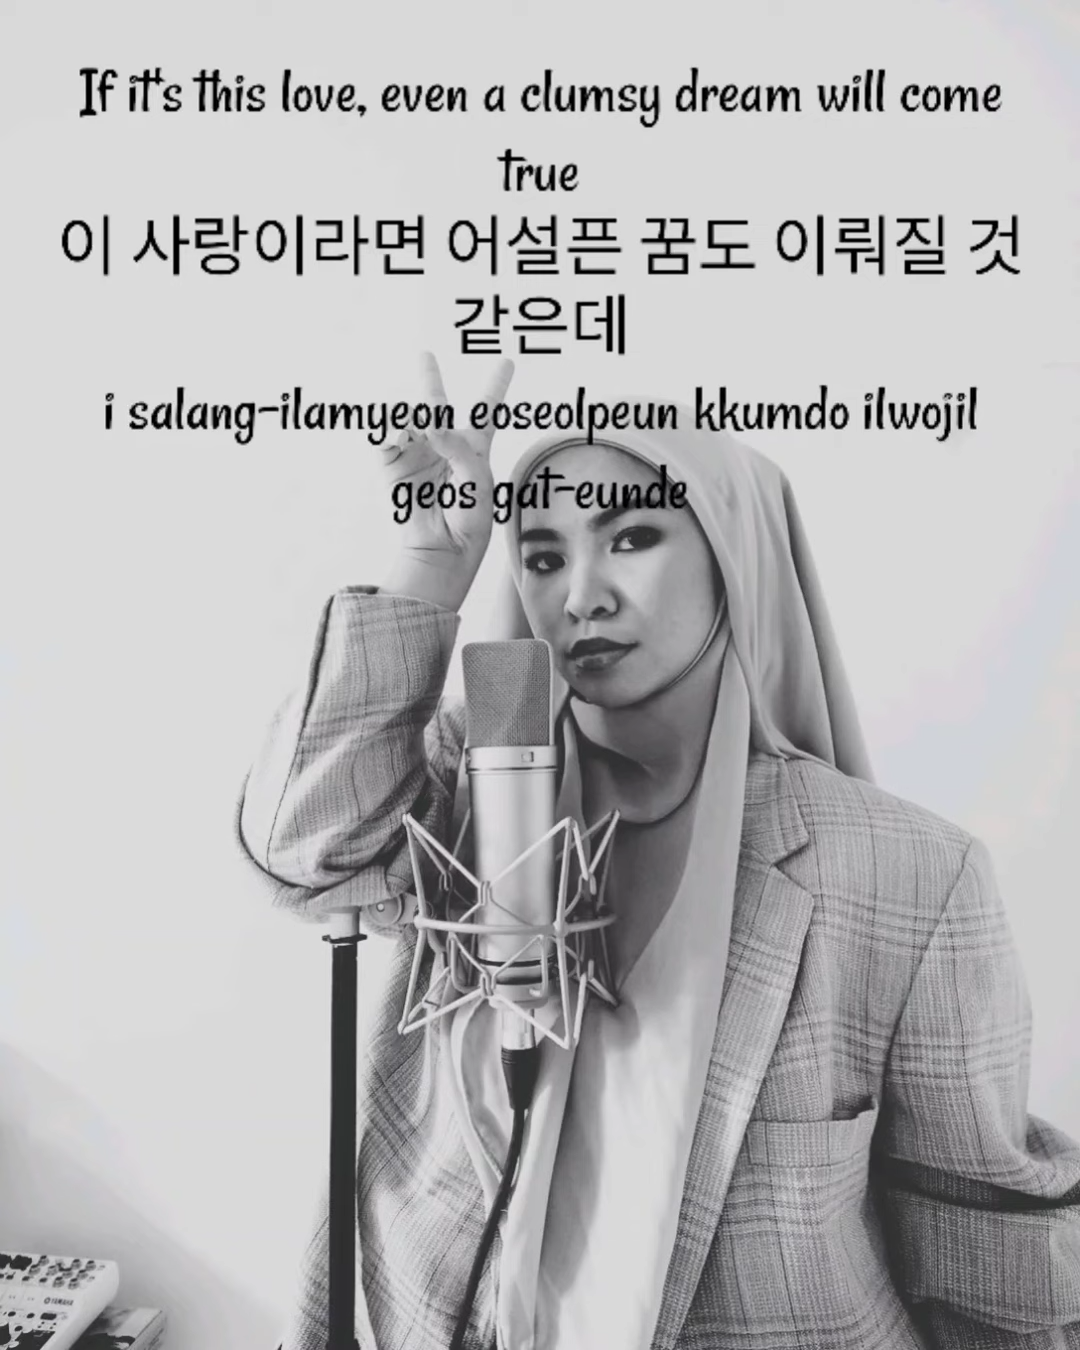 If it's this love, even a clumsy dream will come
true
이 사랑이라면 어설픈 꿈도 이뤄질 것
같은데
i salang-ilamyeon eoseolpeun kkumdo ilwojil
geos gat-eunde
YAMAHA